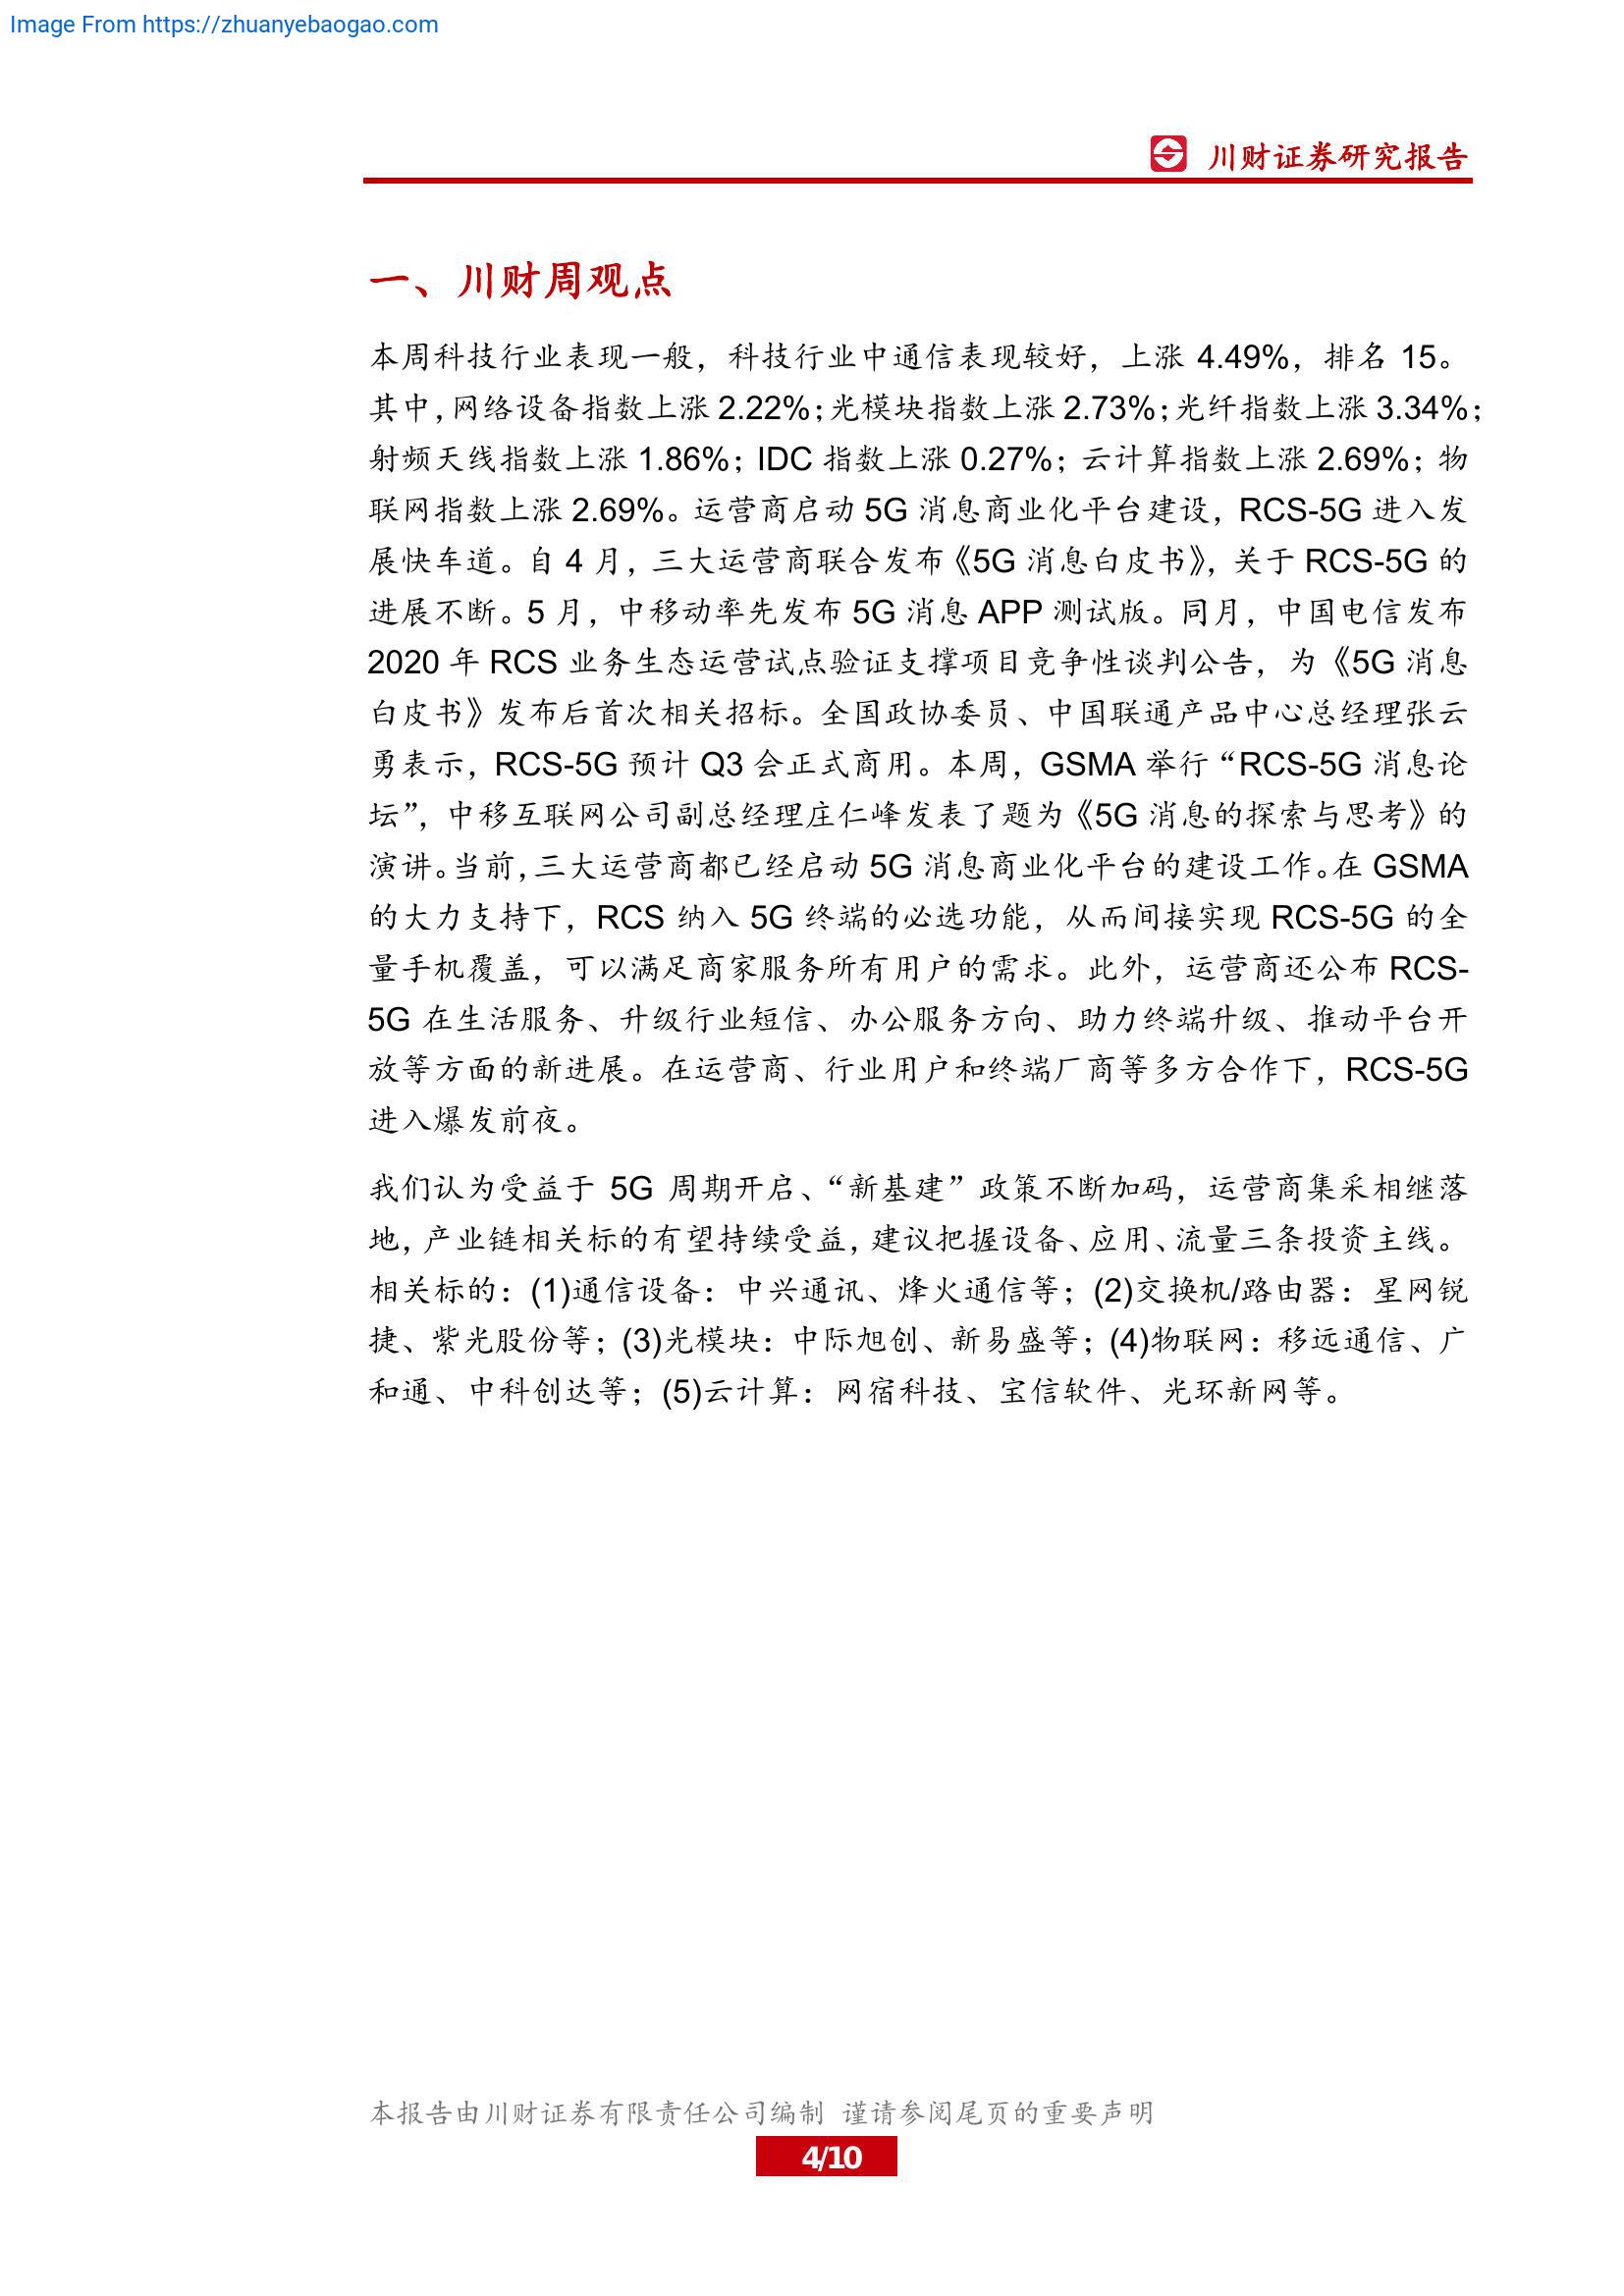 Image From https://zhuanyebaogao.com
川财证券研究报告
一、川财周观点
本周科技行业表现一般，科技行业中通信表现较好，上涨 4.49%，排名 15。
其中，网络设备指数上涨 2.22%；光模块指数上涨 2.73%；光纤指数上涨 3.34%；
射频天线指数上涨 1.86%；IDC 指数上涨 0.27%；云计算指数上涨 2.69%；物
联网指数上涨 2.69%。运营商启动 5G 消息商业化平台建设，RCS-5G 进入发
展快车道。自 4 月，三大运营商联合发布《5G 消息白皮书》，关于 RCS-5G 的
进展不断。5 月，中移动率先发布 5G 消息 APP 测试版。同月，中国电信发布
2020 年 RCS 业务生态运营试点验证支撑项目竞争性谈判公告，为《5G 消息
白皮书》发布后首次相关招标。全国政协委员、中国联通产品中心总经理张云
勇表示，RCS-5G 预计 Q3 会正式商用。本周，GSMA 举行“RCS-5G 消息论
坛”，中移互联网公司副总经理庄仁峰发表了题为《5G 消息的探索与思考》的
演讲。当前，三大运营商都已经启动 5G 消息商业化平台的建设工作。在 GSMA
的大力支持下，RCS 纳入 5G 终端的必选功能，从而间接实现 RCS-5G 的全
量手机覆盖，可以满足商家服务所有用户的需求。此外，运营商还公布 RCS-
5G 在生活服务、升级行业短信、办公服务方向、助力终端升级、推动平台开
放等方面的新进展。在运营商、行业用户和终端厂商等多方合作下，RCS-5G
进入爆发前夜。
我们认为受益于 5G 周期开启、“新基建”政策不断加码，运营商集采相继落
地，产业链相关标的有望持续受益，建议把握设备、应用、流量三条投资主线。
相关标的：(1)通信设备：中兴通讯、烽火通信等；(2)交换机/路由器：星网锐
捷、紫光股份等；(3)光模块：中际旭创、新易盛等；(4)物联网：移远通信、广
和通、中科创达等；(5)云计算：网宿科技、宝信软件、光环新网等。
本报告由川财证券有限责任公司编制 谨请参阅尾页的重要声明
4/10